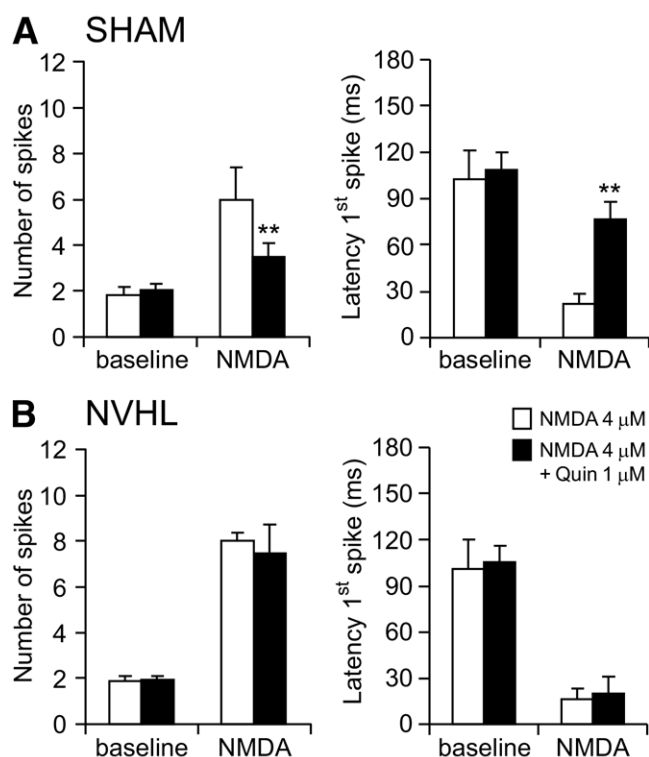 A SHAM
Number of spikes
12
10
8
6
4
2
0
**
baseline NMDA
Latency 1st spike (ms)
180
150
120
90
60
30
0
**
baseline NMDA
B NVHL
Number of spikes
12
10
8
6
4
2
0
baseline NMDA
NMDA 4 µM
NMDA 4 µM
+ Quin 1 µM
Latency 1st spike (ms)
180
150
120
90
60
30
0
baseline NMDA